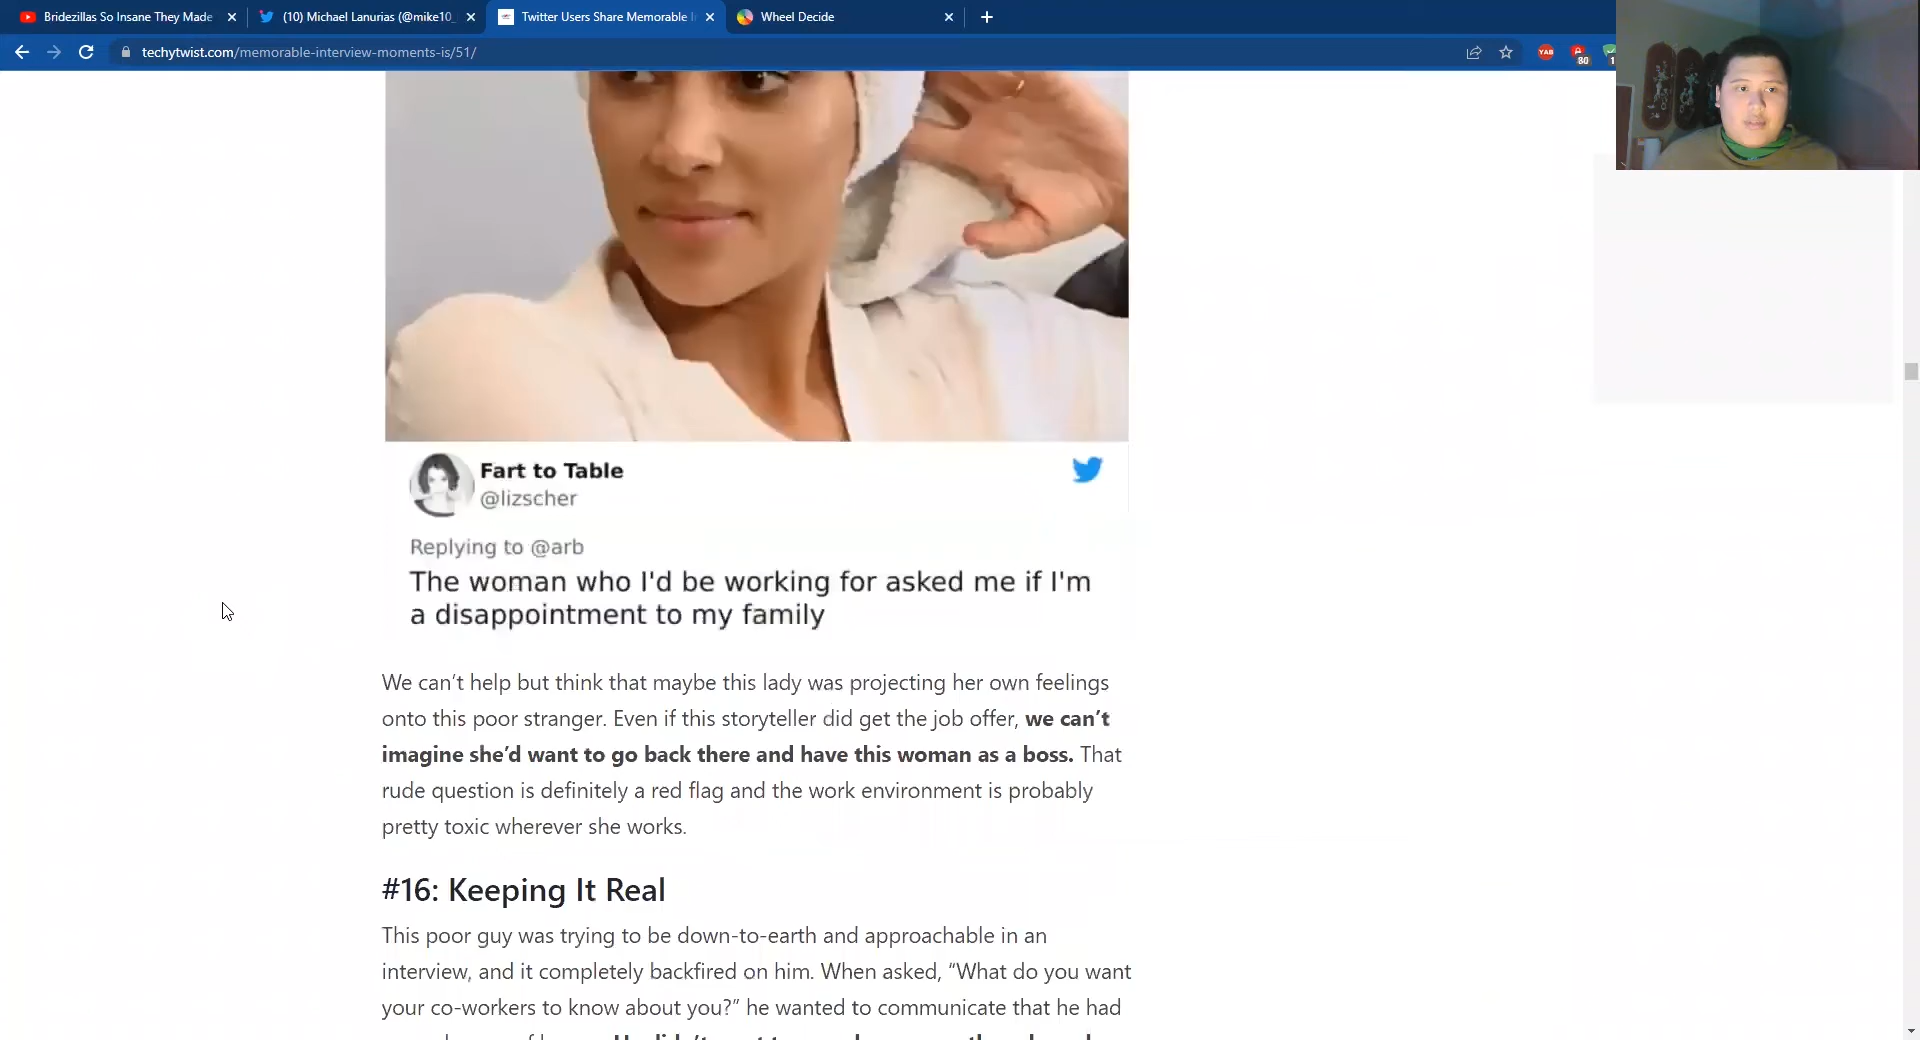 Bridezillas So Insane They Made
(10) Michael Lanurias (@mike10_
Twitter Users Share Memorable I
Wheel Decide
techytwist.com/memorable-interview-moments-is/51/
YAB
80
1
Fart to Table
@lizscher
Replying to @arb
The woman who I'd be working for asked me if I'm
a disappointment to my family
We can’t help but think that maybe this lady was projecting her own feelings
onto this poor stranger. Even if this storyteller did get the job offer, we can’t
imagine she’d want to go back there and have this woman as a boss. That
rude question is definitely a red flag and the work environment is probably
pretty toxic wherever she works.
#16: Keeping It Real
This poor guy was trying to be down-to-earth and approachable in an
interview, and it completely backfired on him. When asked, “What do you want
your co-workers to know about you?” he wanted to communicate that he had